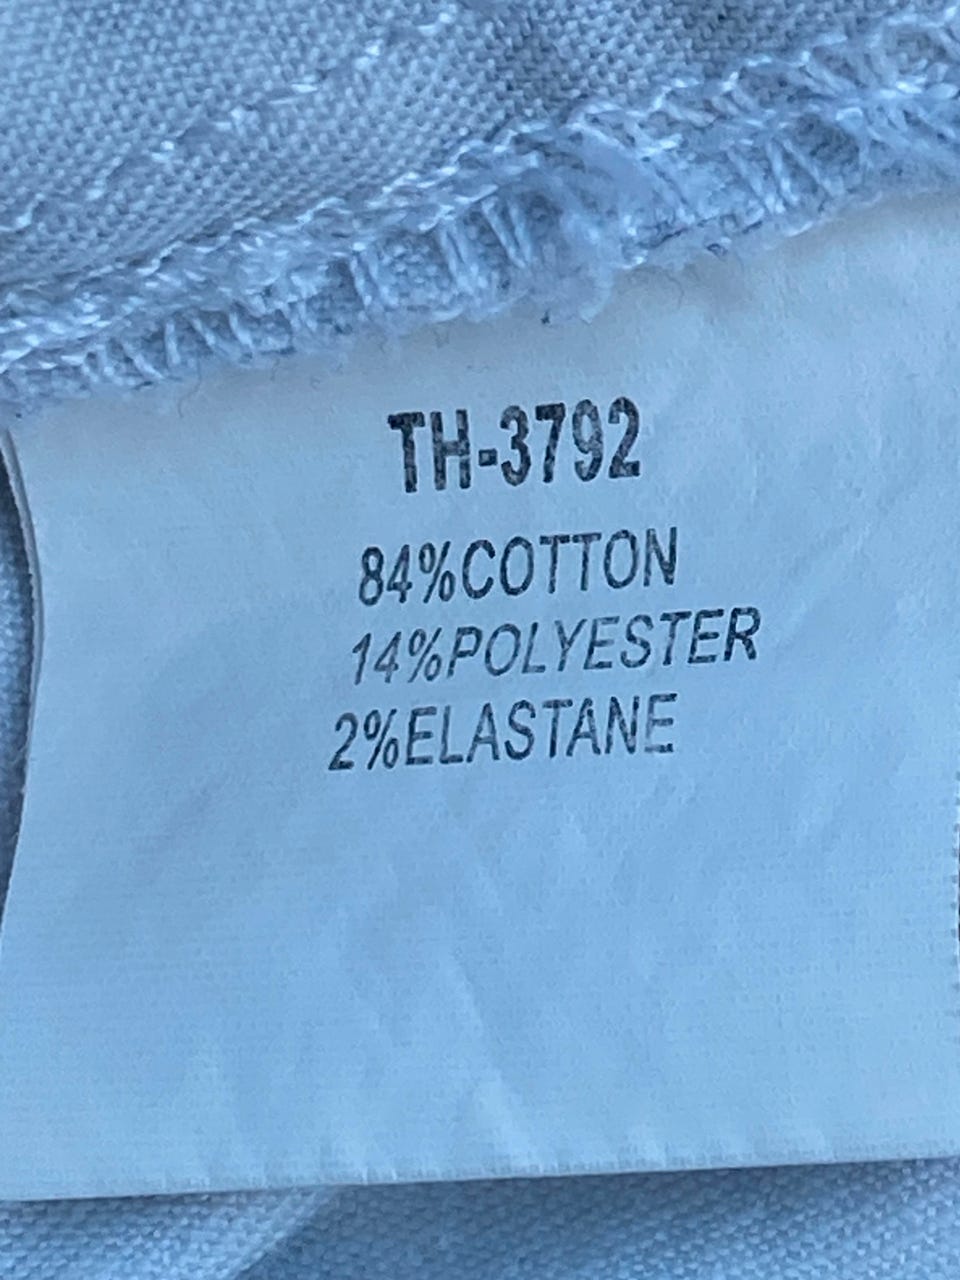 TH-3792
84%COTTON
14%POLYESTER
2%ELASTANE